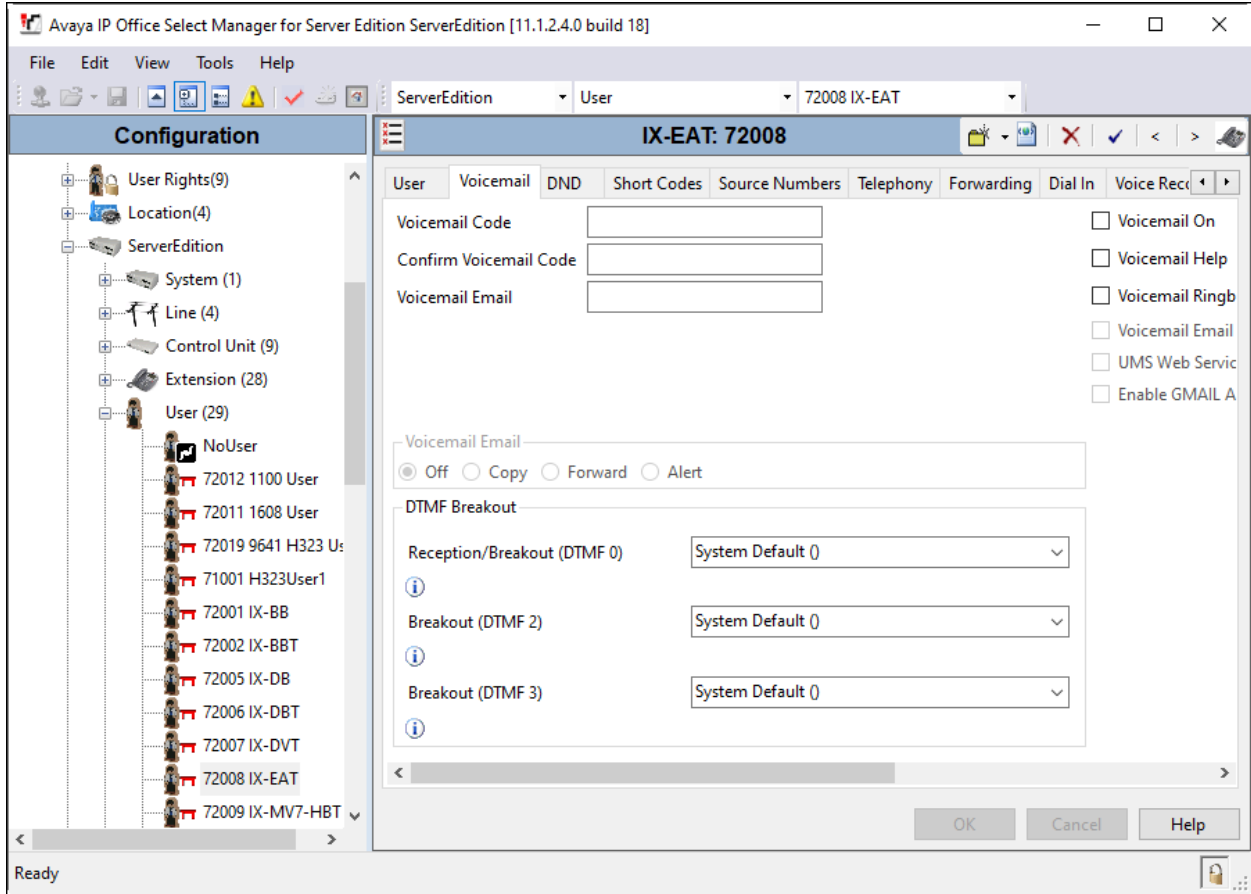 Avaya IP Office Select Manager for Server Edition ServerEdition [11.1.2.4.0 build 18]
File Edit View Tools Help
ServerEdition User 72008 IX-EAT
Configuration
User Rights(9)
Location(4)
ServerEdition
System (1)
Line (4)
Control Unit (9)
Extension (28)
User (29)
NoUser
72012 1100 User
72011 1608 User
72019 9641 H323 Us
71001 H323User1
72001 IX-BB
72002 IX-BBT
72005 IX-DB
72006 IX-DBT
72007 IX-DVT
72008 IX-EAT
72009 IX-MV7-HBT
IX-EAT: 72008
User Voicemail DND Short Codes Source Numbers Telephony Forwarding Dial In Voice Reco
Voicemail Code
Confirm Voicemail Code
Voicemail Email
Voicemail On
Voicemail Help
Voicemail Ringb
Voicemail Email
UMS Web Servic
Enable GMAIL A
Voicemail Email
Off Copy Forward Alert
DTMF Breakout
Reception/Breakout (DTMF 0) System Default ()
Breakout (DTMF 2) System Default ()
Breakout (DTMF 3) System Default ()
OK Cancel Help
Ready